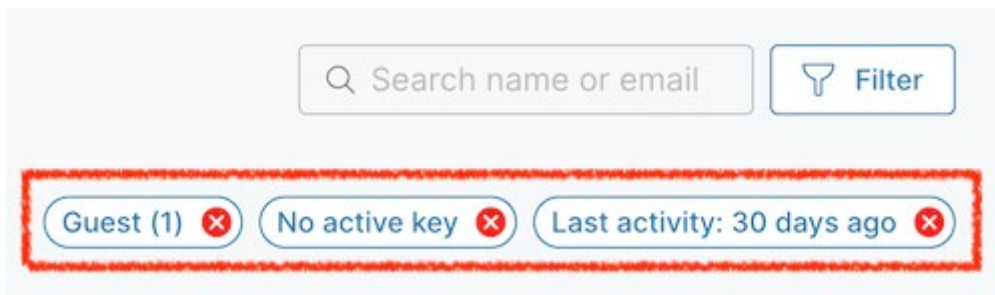 Search name or email Filter
Guest (1) No active key Last activity: 30 days ago